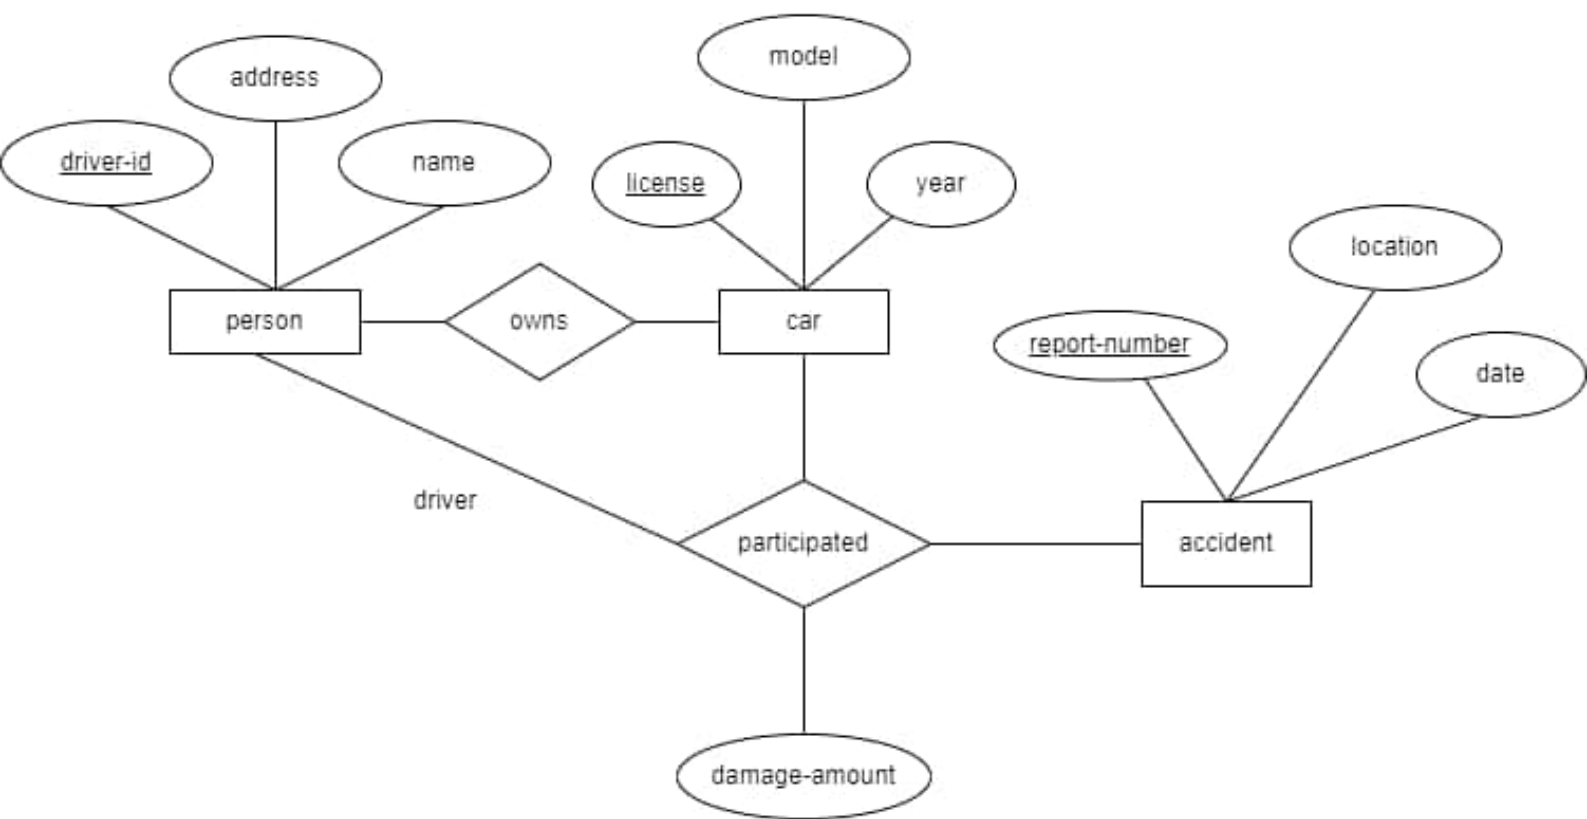 model
address
driver-id
name
license
year
location
person
owns
car
report-number
date
driver
participated
accident
damage-amount